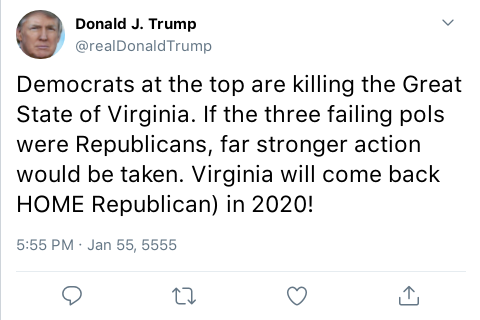 Donald J. Trump
@realDonaldTrump
Democrats at the top are killing the Great
State of Virginia. If the three failing pols
were Republicans, far stronger action
would be taken. Virginia will come back
HOME Republican) in 2020!
5:55 PM · Jan 55, 5555